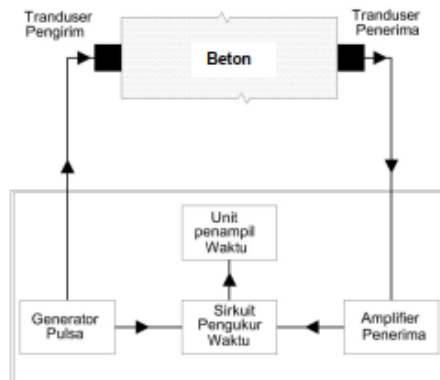 Tranduser
Pengirim
Tranduser
Penerima
Beton
Unit
penampil
Waktu
Generator
Pulsa
Sirkuit
Pengukur
Waktu
Amplifier
Penerima